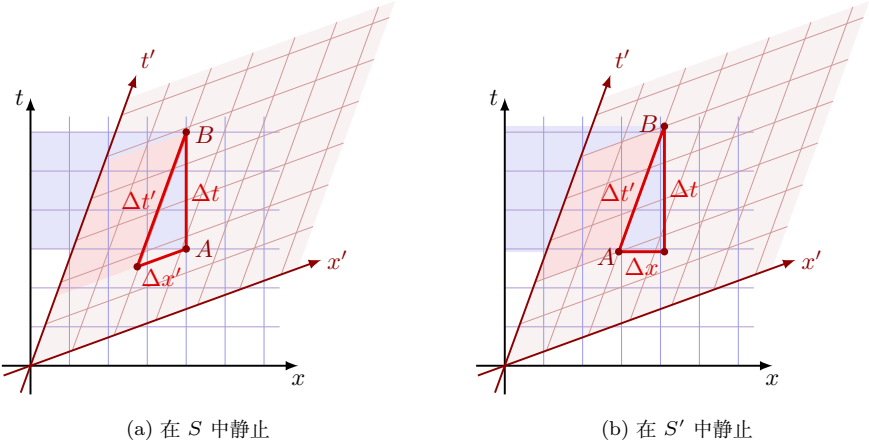 t
t′
B
Δt′
Δt
A
Δx′
x′
x
(a) 在 S 中静止
t
t′
B
Δt′
Δt
A
Δx
x′
x
(b) 在 S′ 中静止